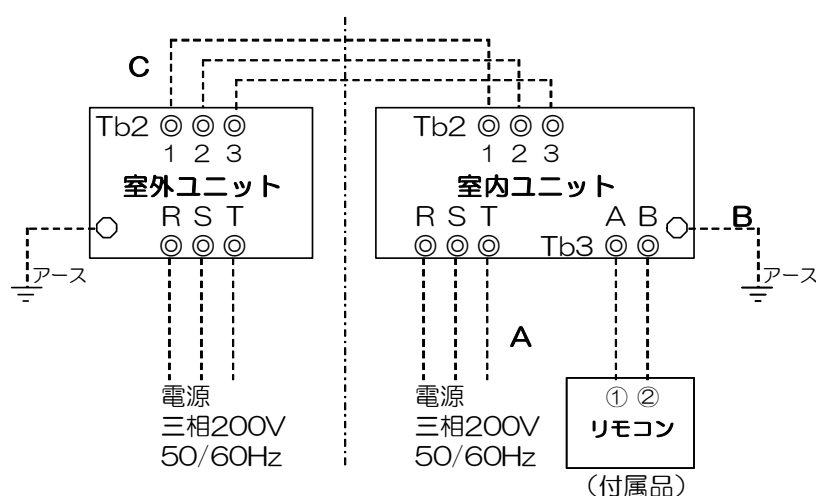 C
Tb2
1 2 3
室外ユニット
R S T
アース
電源
三相200V
50/60Hz
Tb2
1 2 3
室内ユニット
R S T
Tb3
A B
B
アース
A
電源
三相200V
50/60Hz
① ②
リモコン
（付属品）